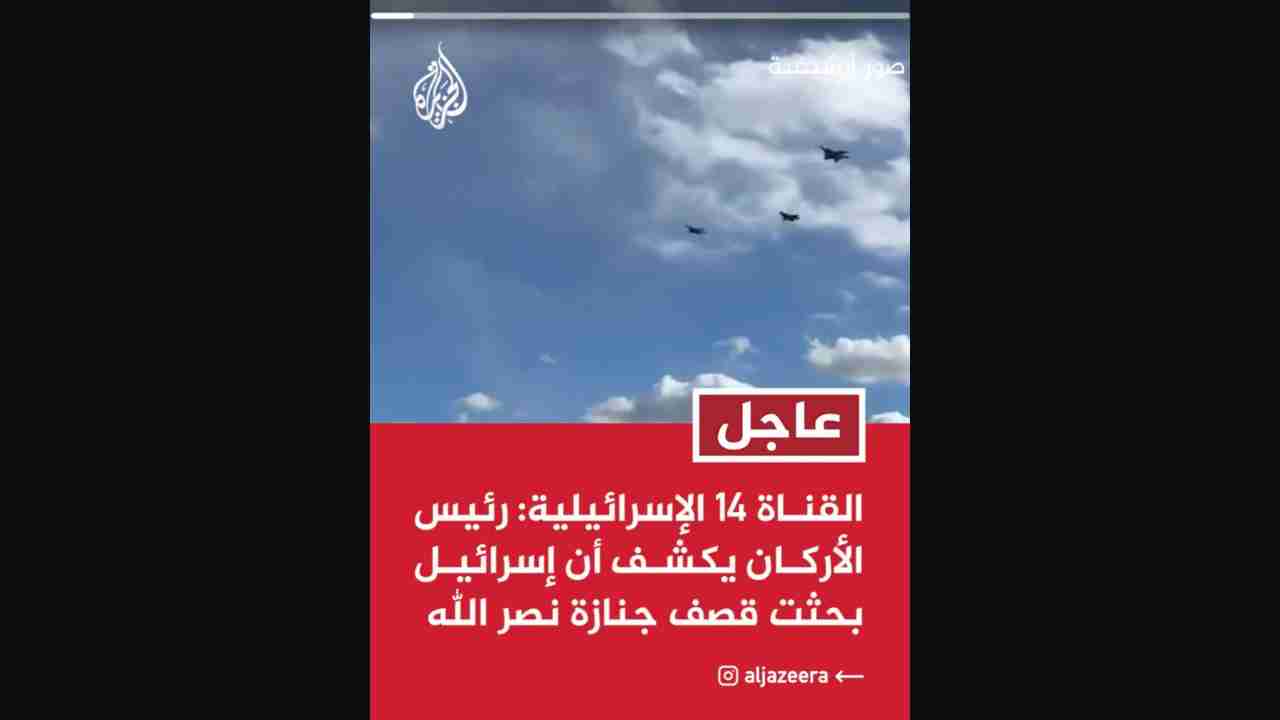 صور أرشيفية
عاجل
القناة 14 الإسرائيلية: رئيس
الأركان يكشف أن إسرائيل
بحثت قصف جنازة نصر الله
aljazeera